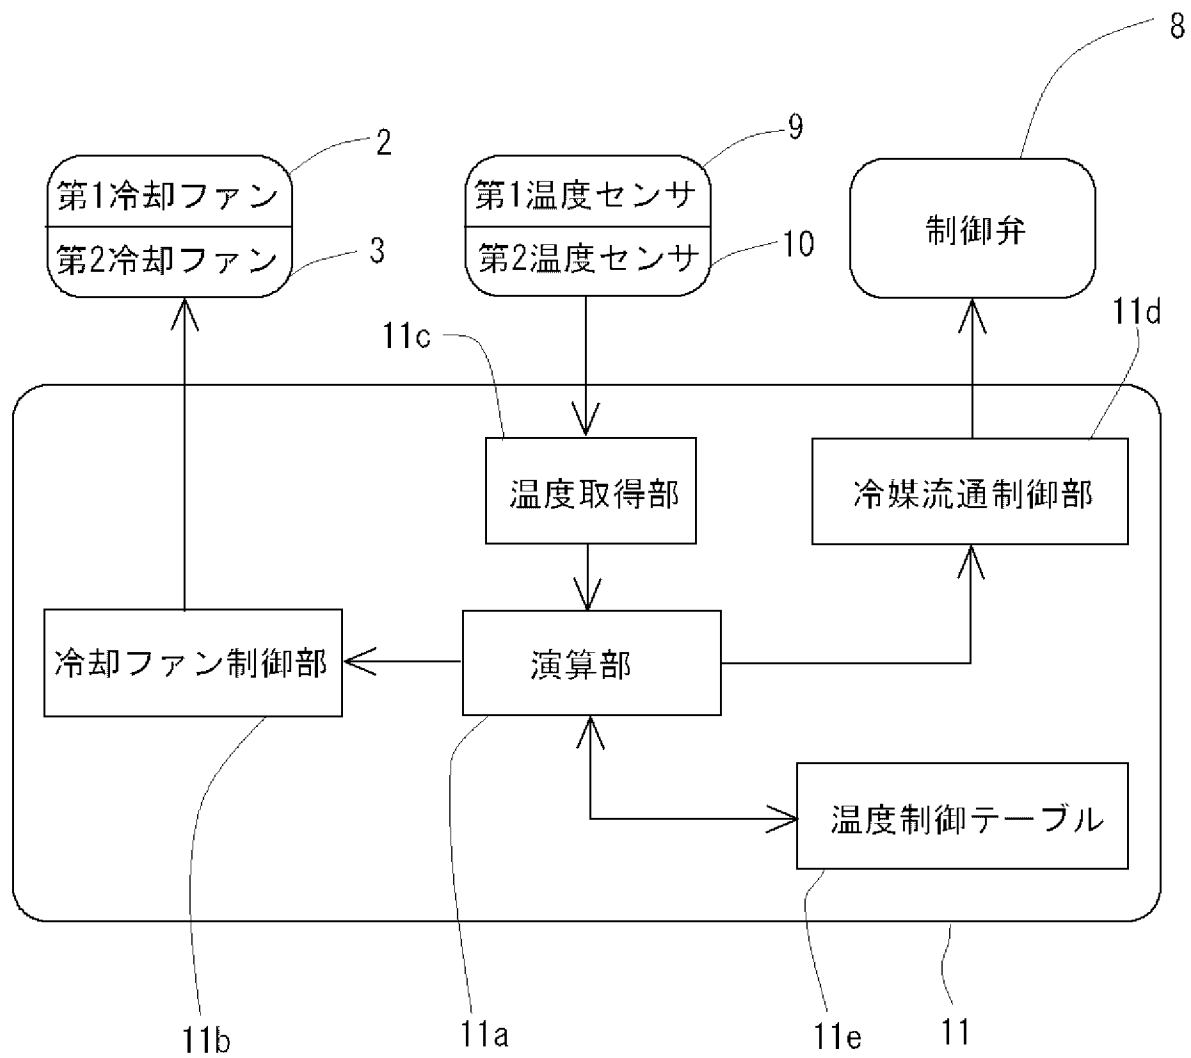 8
2
9
第1冷却ファン
第1温度センサ
制御弁
第2冷却ファン
3
第2温度センサ
10
11c
11d
温度取得部
冷媒流通制御部
冷却ファン制御部
演算部
温度制御テーブル
11b
11a
11e
11